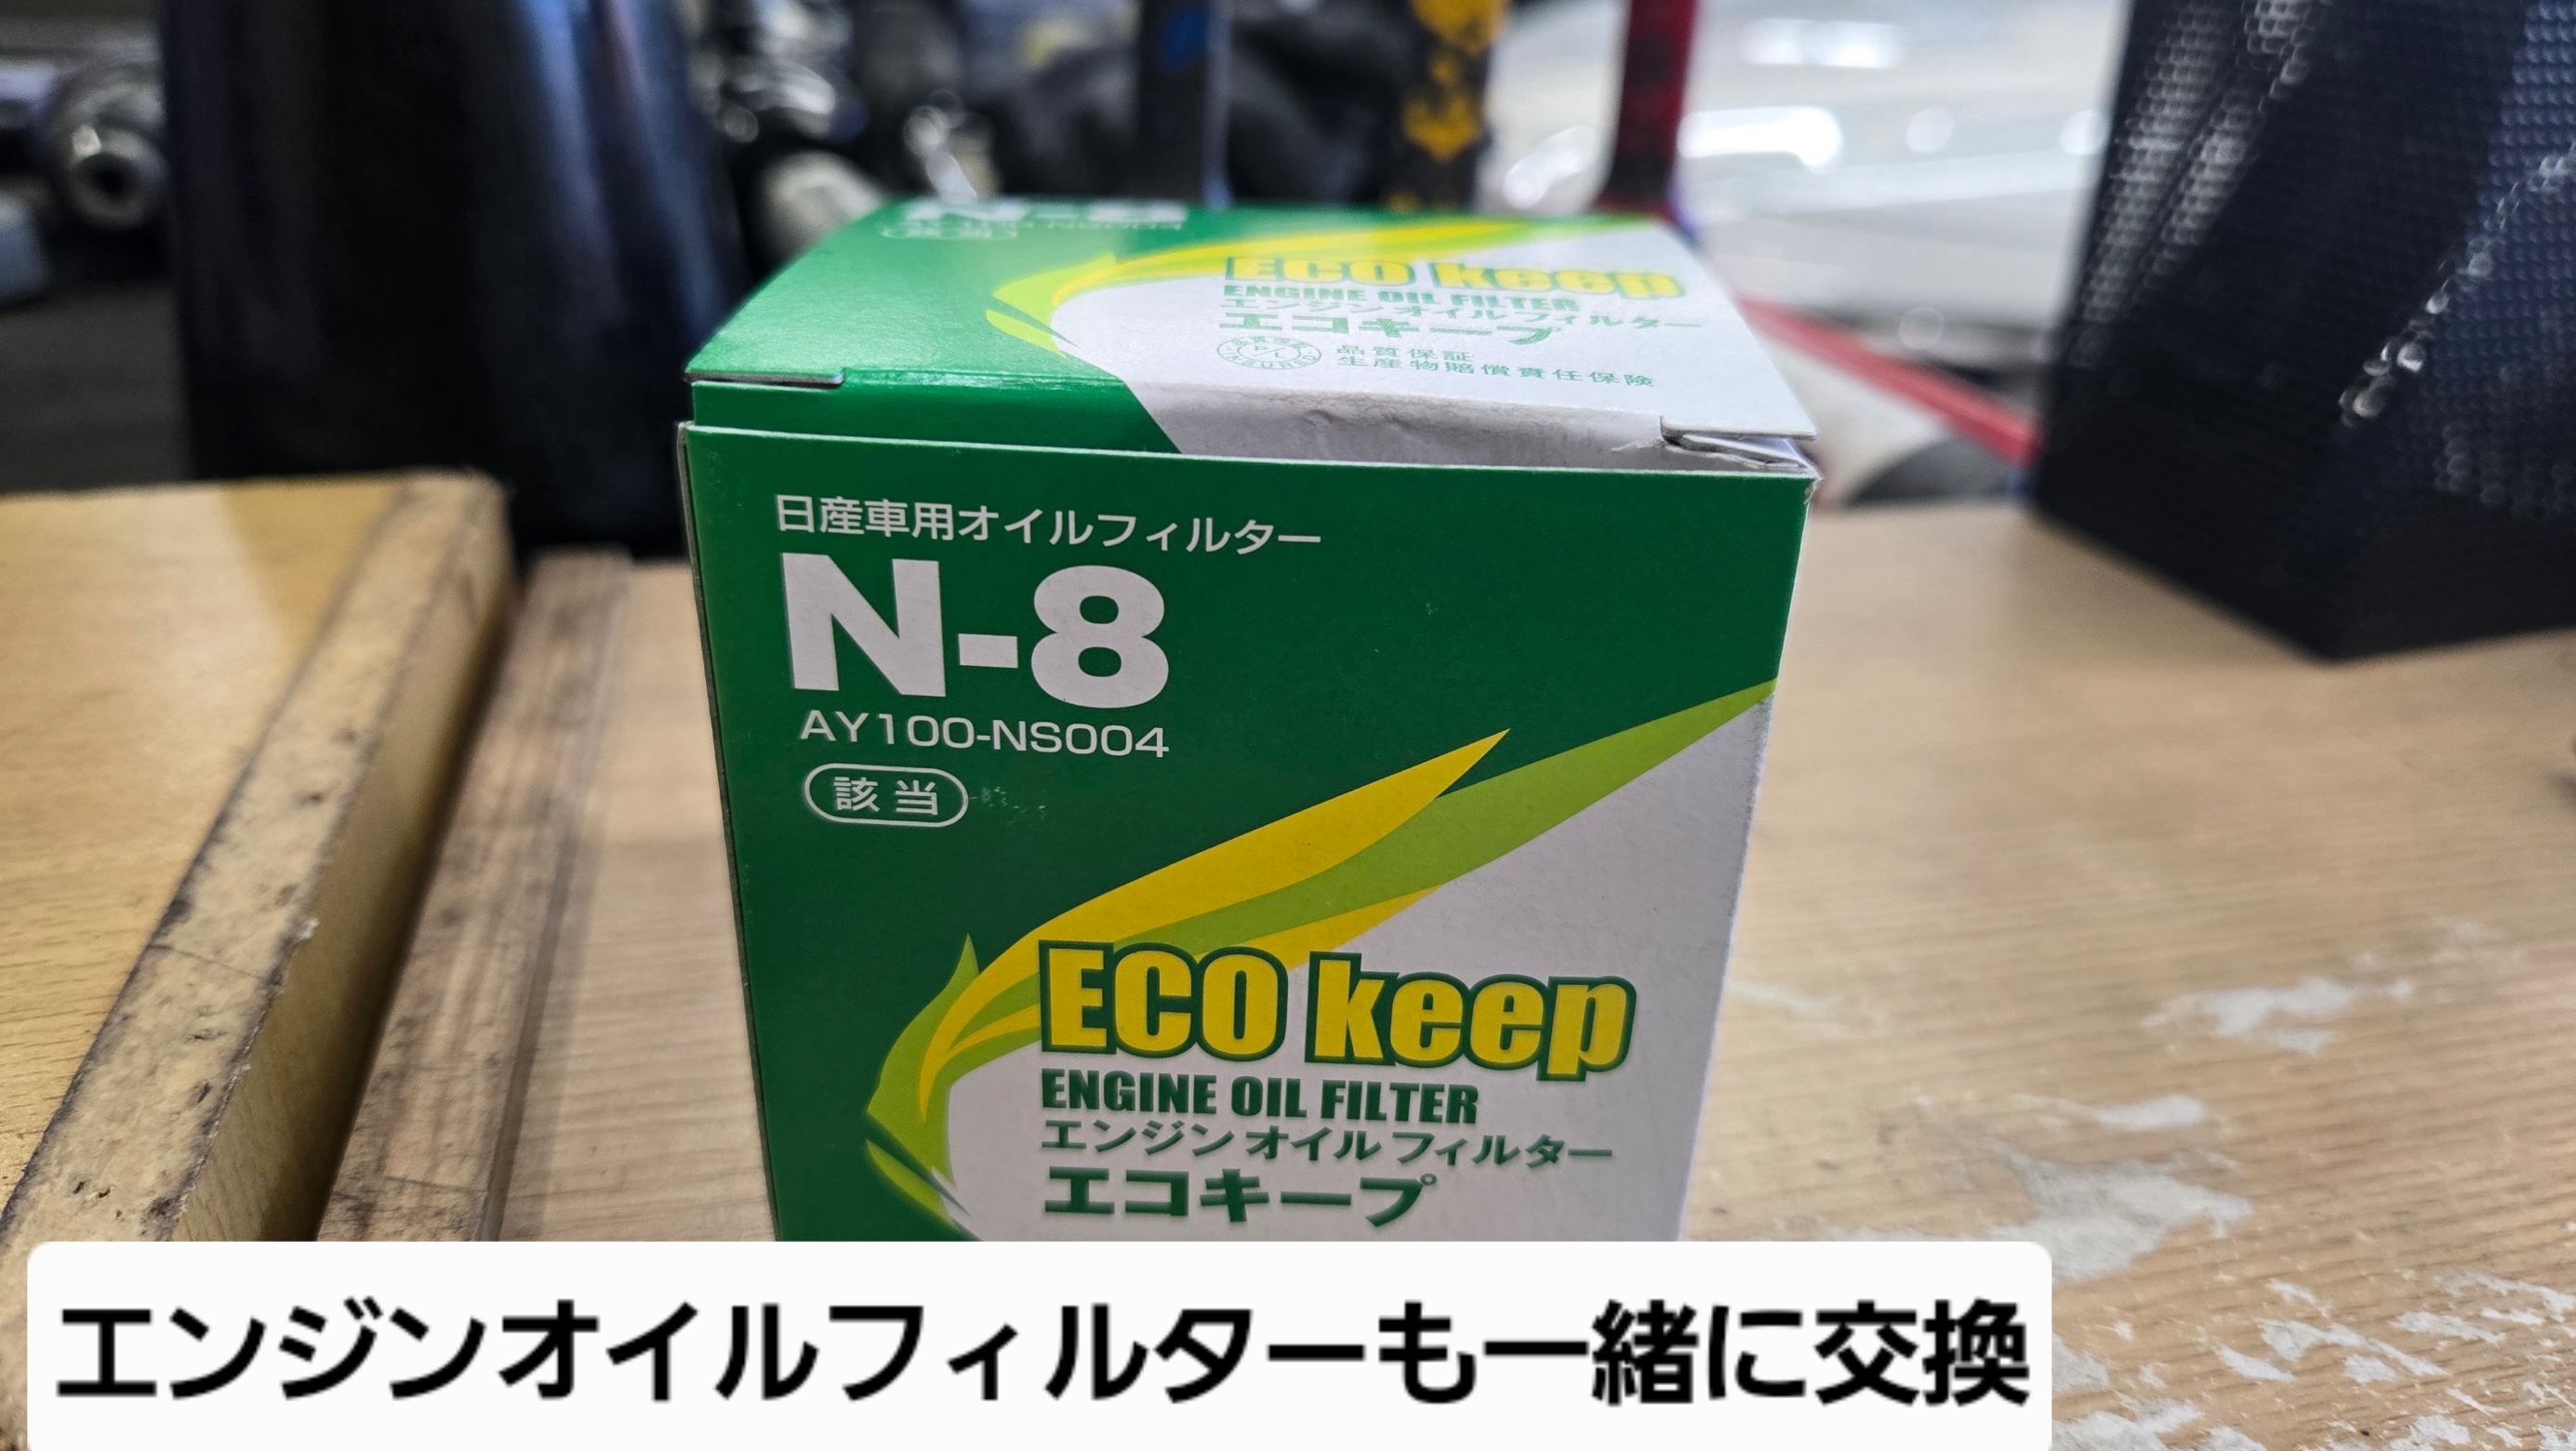 ECO keep
ENGINE OIL FILTER
エンジンオイルフィルター
エコキープ
品質保証
生産物賠償責任保険
日産車用オイルフィルター
N-8
AY100-NS004
該当
ECO keep
ENGINE OIL FILTER
エンジン オイル フィルター
エコキープ
エンジンオイルフィルターも一緒に交換